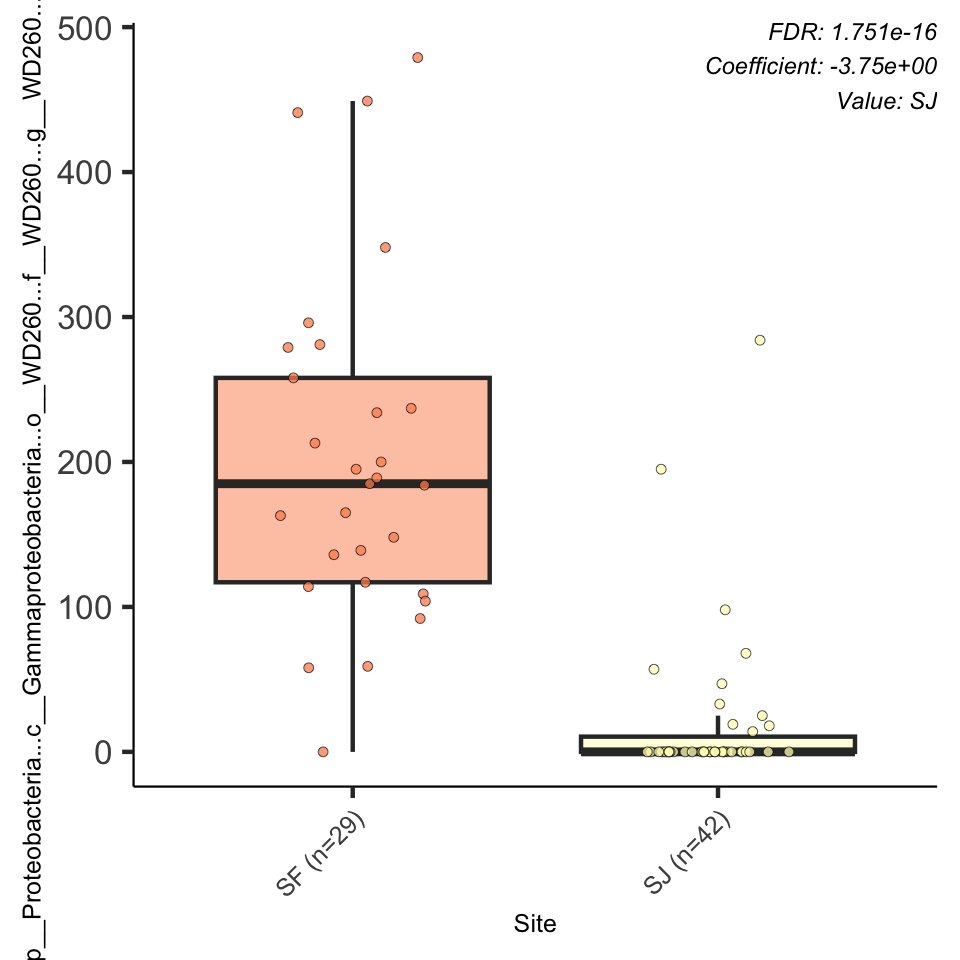 FDR: 1.751e-16
Coefficient: -3.75e+00
Value: SJ
p__Proteobacteria...c__Gammaproteobacteria...o__WD260...f__WD260...g__WD260...
500
400
300
200
100
0
SF (n=29)
SJ (n=42)
Site